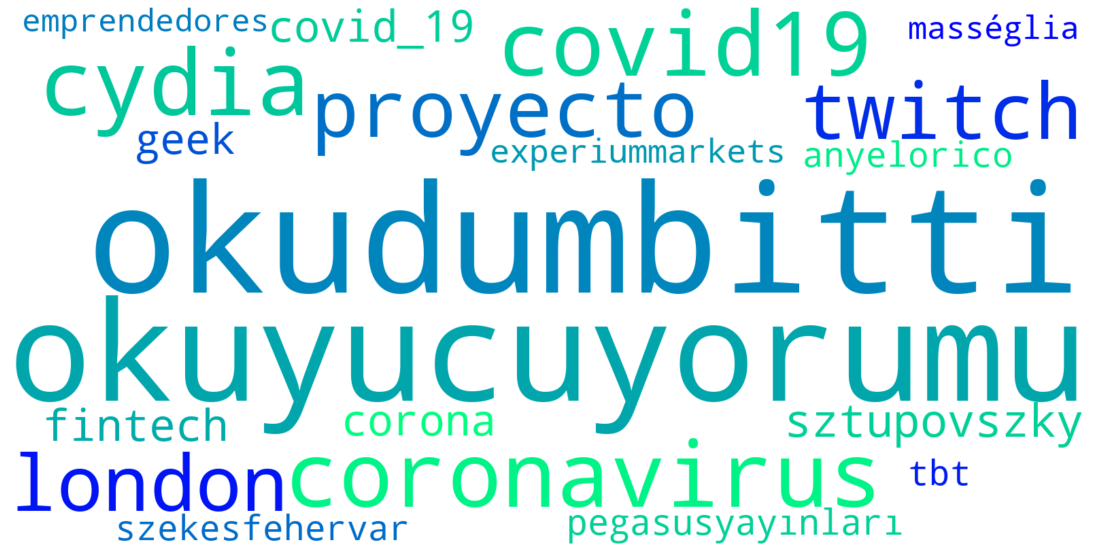 emprendedores covid_19 covid19 masséglia
cydia proyecto twitch
geek experiummarkets anyelorico
okudumbitti
okuyucuyorumu
fintech corona sztupovszky
london coronavirus tbt
szekesfehervar pegasusyayınları